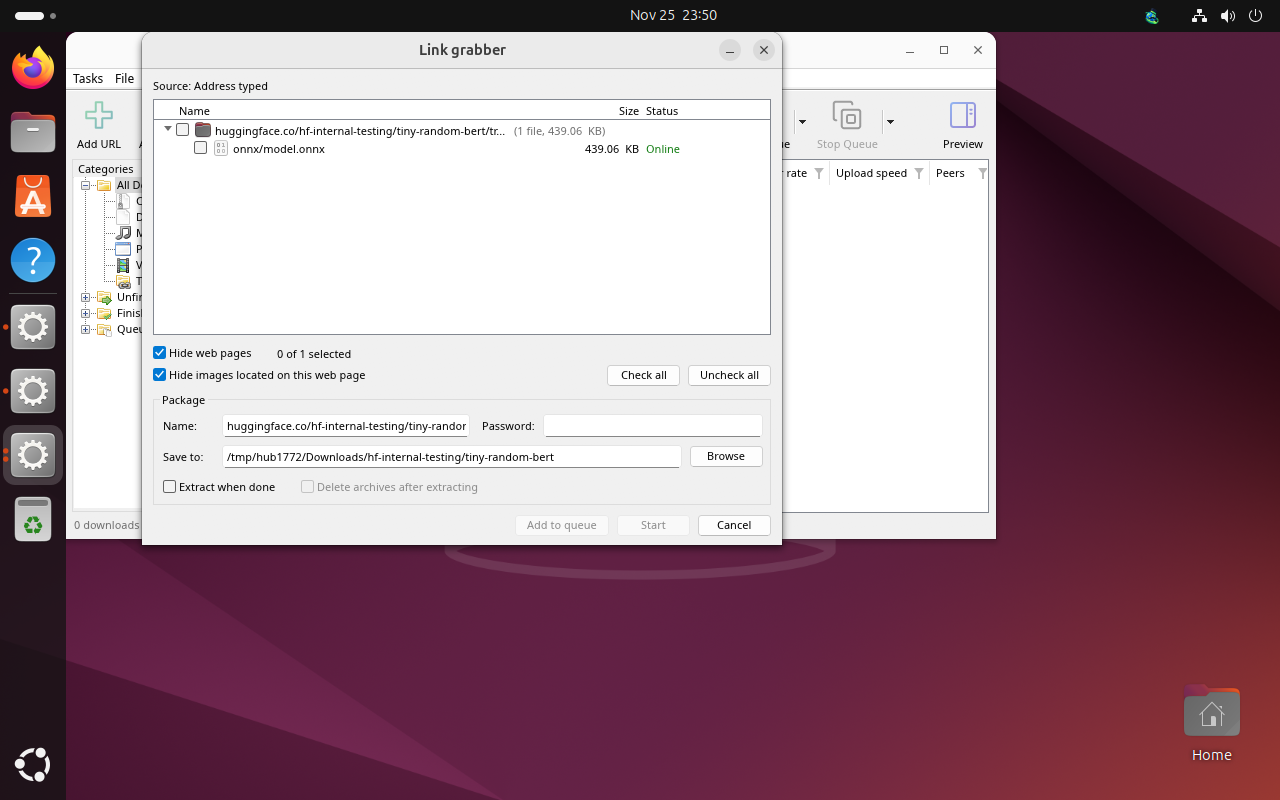 Nov 25 23:50
Link grabber
Tasks File
Source: Address typed
Name Size Status
huggingface.co/hf-internal-testing/tiny-random-bert/tr... (1 file, 439.06 KB)
onnx/model.onnx 439.06 KB Online
Add URL
Stop Queue
Preview
Categories
All D
rate Upload speed Peers
Unfin
Finish
Queu
Hide web pages 0 of 1 selected
Hide images located on this web page
Check all Uncheck all
Package
Name: huggingface.co/hf-internal-testing/tiny-random Password:
Save to: /tmp/hub1772/Downloads/hf-internal-testing/tiny-random-bert Browse
Extract when done Delete archives after extracting
0 downloads
Add to queue Start Cancel
Home